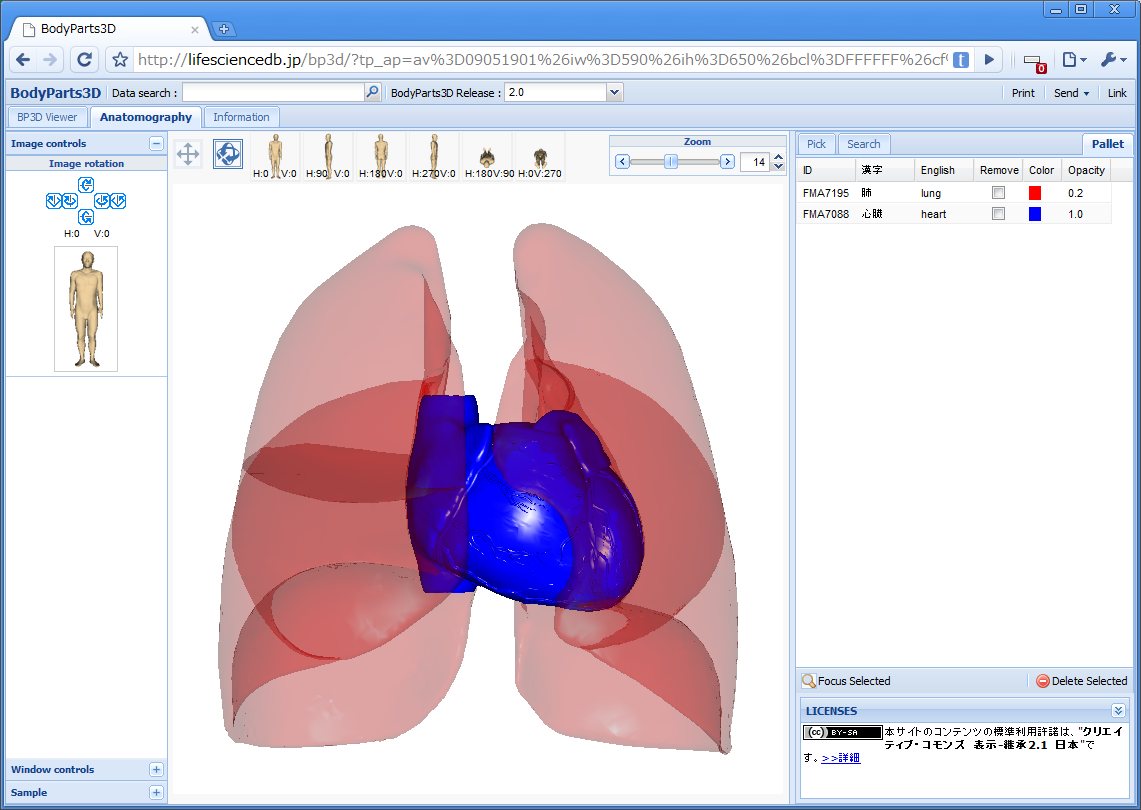 BodyParts3D
http://lifesciencedb.jp/bp3d/?tp_ap=av%3D09051901%26iw%3D590%26ih%3D650%26bcl%3DFFFFFF%26cf%
t
0
BodyParts3D Data search : BodyParts3D Release : 2.0 Print Send Link
BP3D Viewer Anatomography Information
Image controls
Image rotation
H:0 V:0
H:0 V:0 H:90 V:0 H:180V:0 H:270V:0 H:180V:90 H:0V:270
Zoom
14
Pick Search Pallet
ID 漢字 English Remove Color Opacity
FMA7195 肺 lung 0.2
FMA7088 心臓 heart 1.0
Focus Selected Delete Selected
LICENSES
cc BY-SA 本サイトのコンテンツの標準利用許諾は、"クリエイ
ティブ・コモンズ 表示-継承2.1 日本"で
す。>>詳細
Window controls
Sample